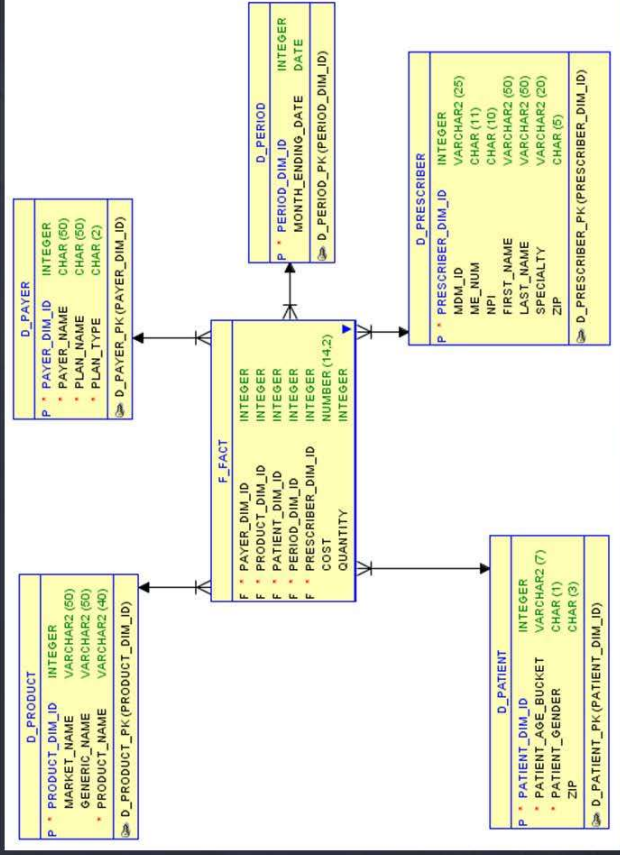 D_PRODUCT
P * PRODUCT_DIM_ID INTEGER
MARKET_NAME VARCHAR2 (50)
GENERIC_NAME VARCHAR2 (50)
* PRODUCT_NAME VARCHAR2 (40)
D_PRODUCT_PK (PRODUCT_DIM_ID)
D_PAYER
P * PAYER_DIM_ID INTEGER
* PAYER_NAME CHAR (50)
* PLAN_NAME CHAR (50)
* PLAN_TYPE CHAR (2)
D_PAYER_PK (PAYER_DIM_ID)
F_FACT
F * PAYER_DIM_ID INTEGER
F * PRODUCT_DIM_ID INTEGER
F * PATIENT_DIM_ID INTEGER
F * PERIOD_DIM_ID INTEGER
F * PRESCRIBER_DIM_ID INTEGER
COST NUMBER (14,2)
QUANTITY INTEGER
D_PERIOD
P * PERIOD_DIM_ID INTEGER
MONTH_ENDING_DATE DATE
D_PERIOD_PK (PERIOD_DIM_ID)
D_PATIENT
P * PATIENT_DIM_ID INTEGER
* PATIENT_AGE_BUCKET VARCHAR2 (7)
* PATIENT_GENDER CHAR (1)
ZIP CHAR (3)
D_PATIENT_PK (PATIENT_DIM_ID)
D_PRESCRIBER
P * PRESCRIBER_DIM_ID INTEGER
MDM_ID VARCHAR2 (25)
ME_NUM CHAR (11)
NPI CHAR (10)
FIRST_NAME VARCHAR2 (50)
LAST_NAME VARCHAR2 (50)
SPECIALTY VARCHAR2 (20)
ZIP CHAR (5)
D_PRESCRIBER_PK (PRESCRIBER_DIM_ID)